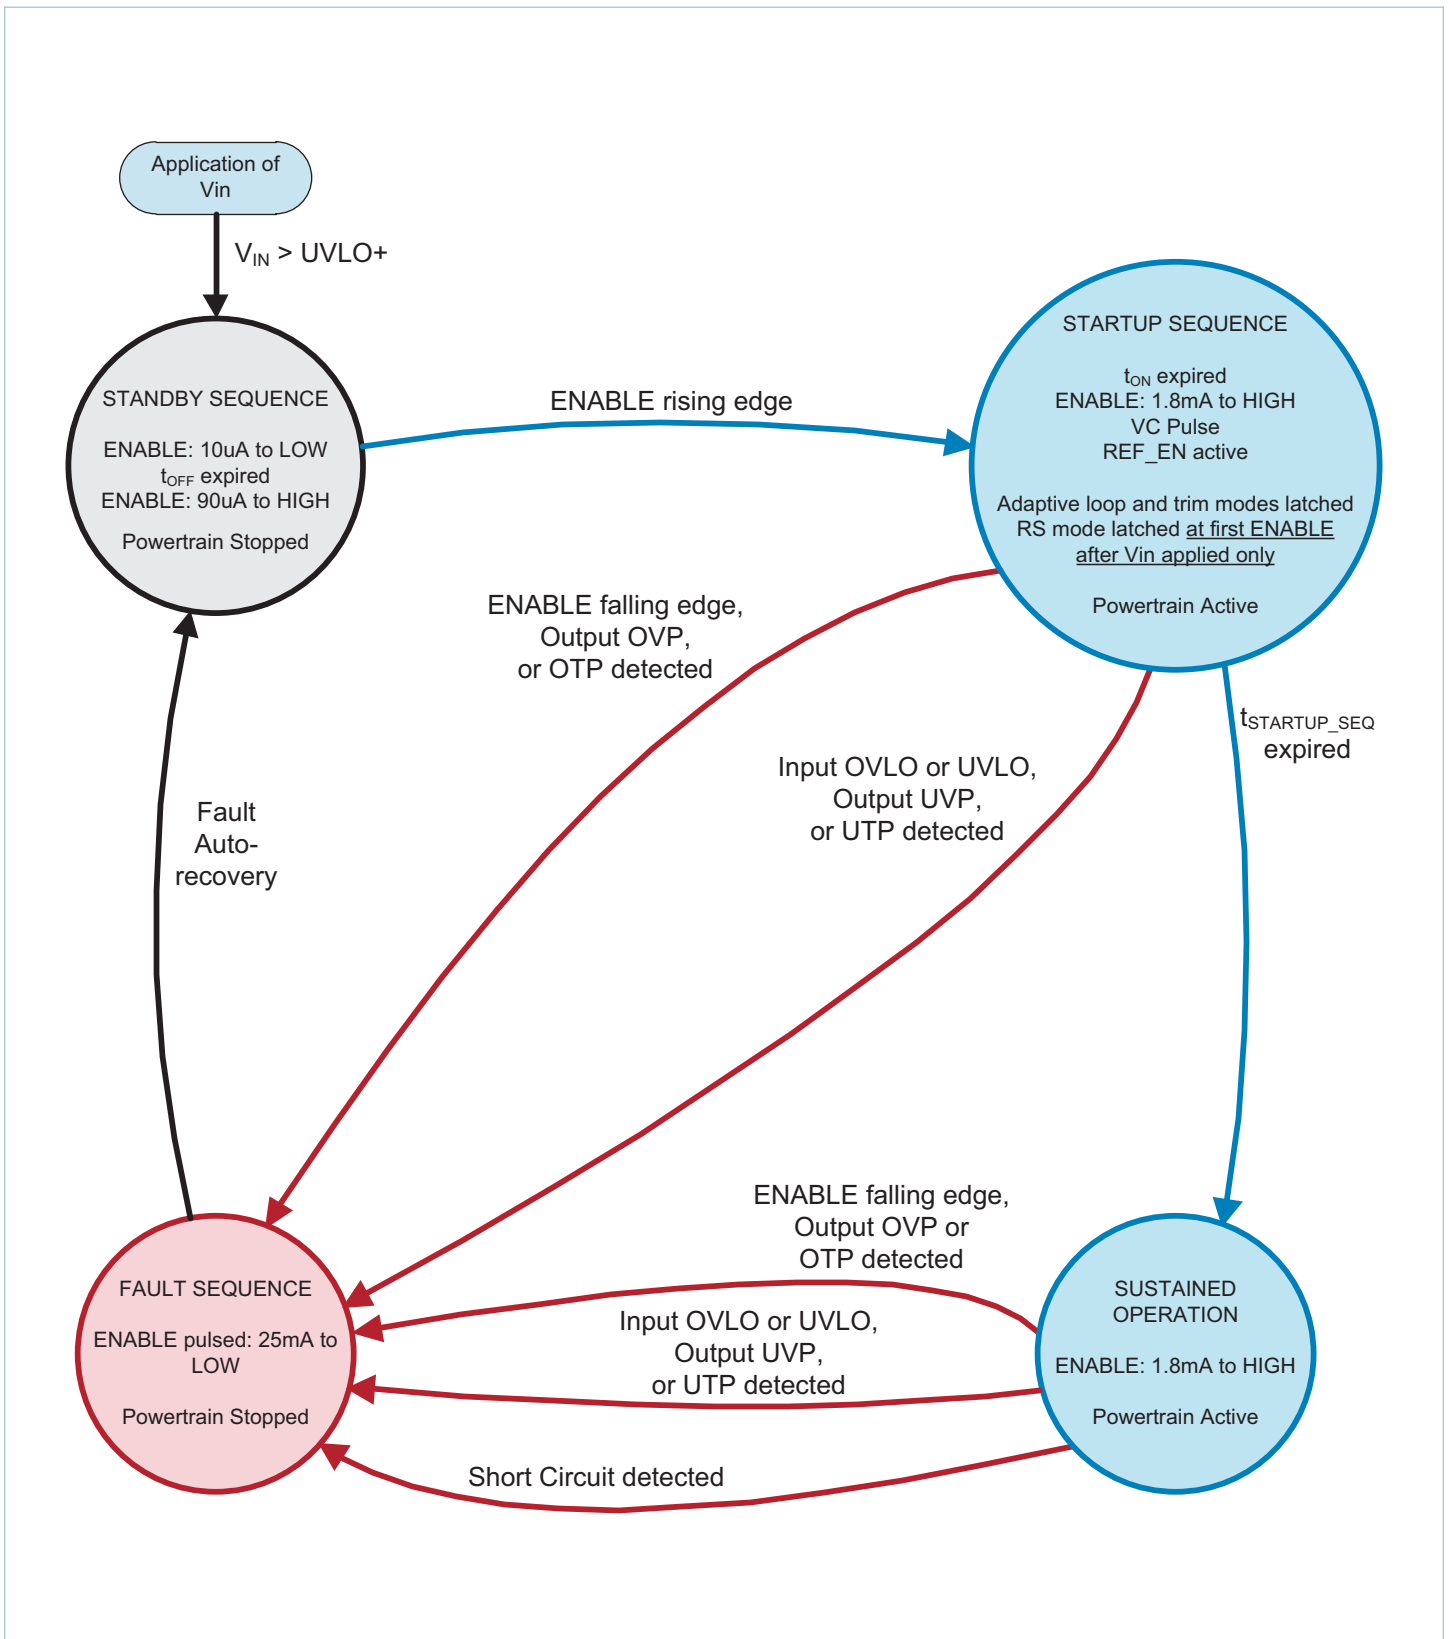 Application of
Vin
V_IN > UVLO+
STANDBY SEQUENCE
ENABLE: 10uA to LOW
t_OFF expired
ENABLE: 90uA to HIGH
Powertrain Stopped
ENABLE rising edge
STARTUP SEQUENCE
t_ON expired
ENABLE: 1.8mA to HIGH
VC Pulse
REF_EN active
Adaptive loop and trim modes latched
RS mode latched at first ENABLE
after Vin applied only
Powertrain Active
ENABLE falling edge,
Output OVP,
or OTP detected
Input OVLO or UVLO,
Output UVP,
or UTP detected
t_STARTUP_SEQ
expired
Fault
Auto-
recovery
ENABLE falling edge,
Output OVP or
OTP detected
Input OVLO or UVLO,
Output UVP,
or UTP detected
Short Circuit detected
FAULT SEQUENCE
ENABLE pulsed: 25mA to
LOW
Powertrain Stopped
SUSTAINED
OPERATION
ENABLE: 1.8mA to HIGH
Powertrain Active